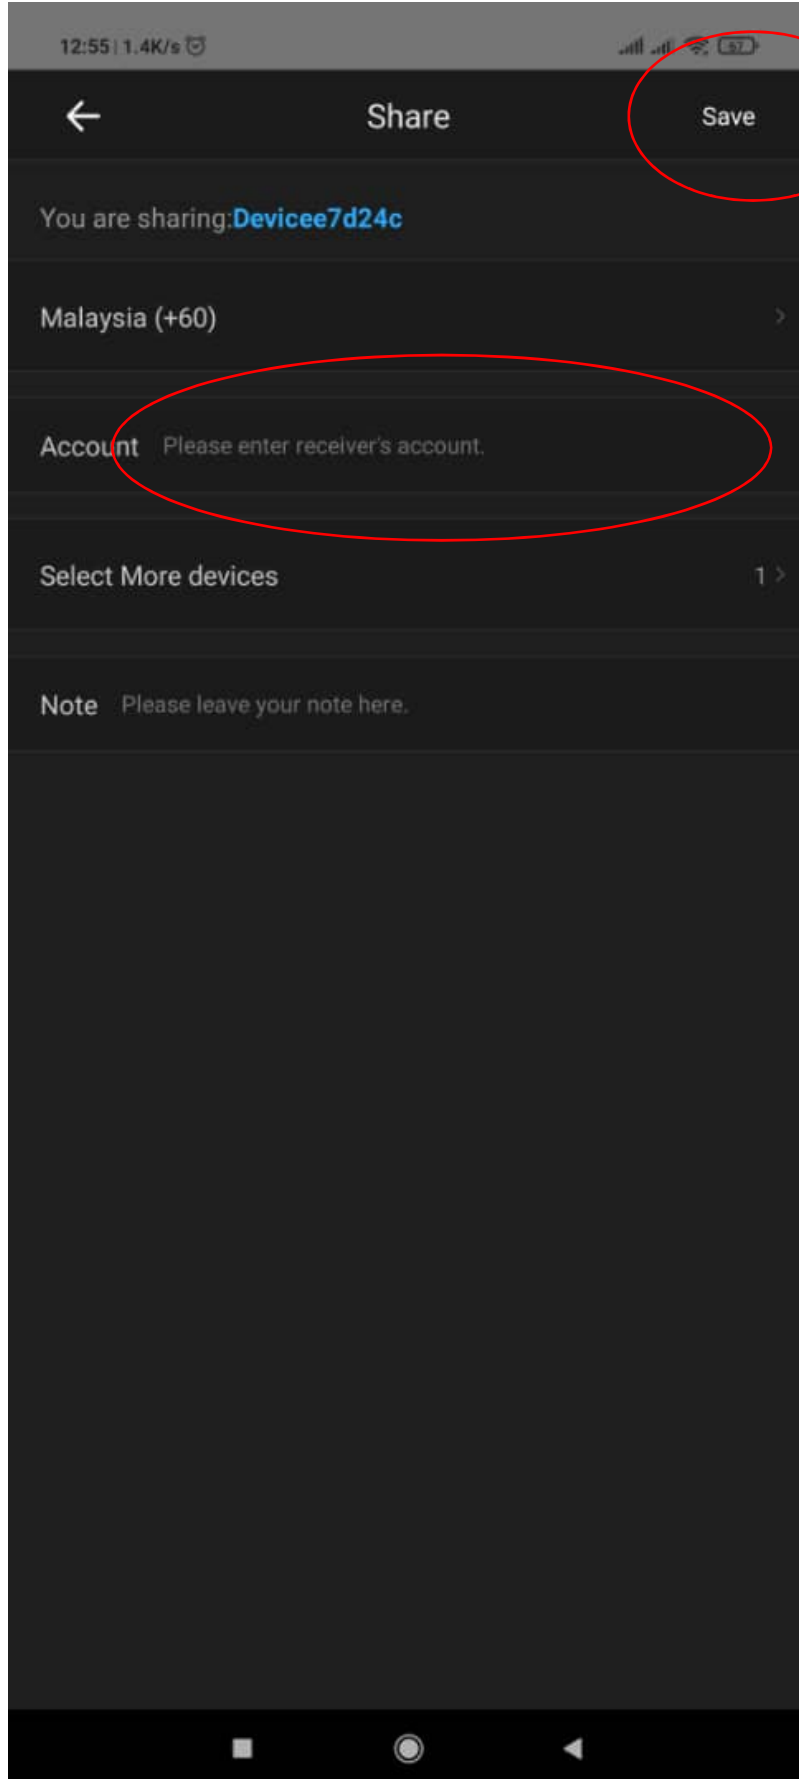 12:55 | 1.4K/s 57
Share Save
You are sharing:Devicee7d24c
Malaysia (+60)
Account Please enter receiver's account.
Select More devices 1
Note Please leave your note here.